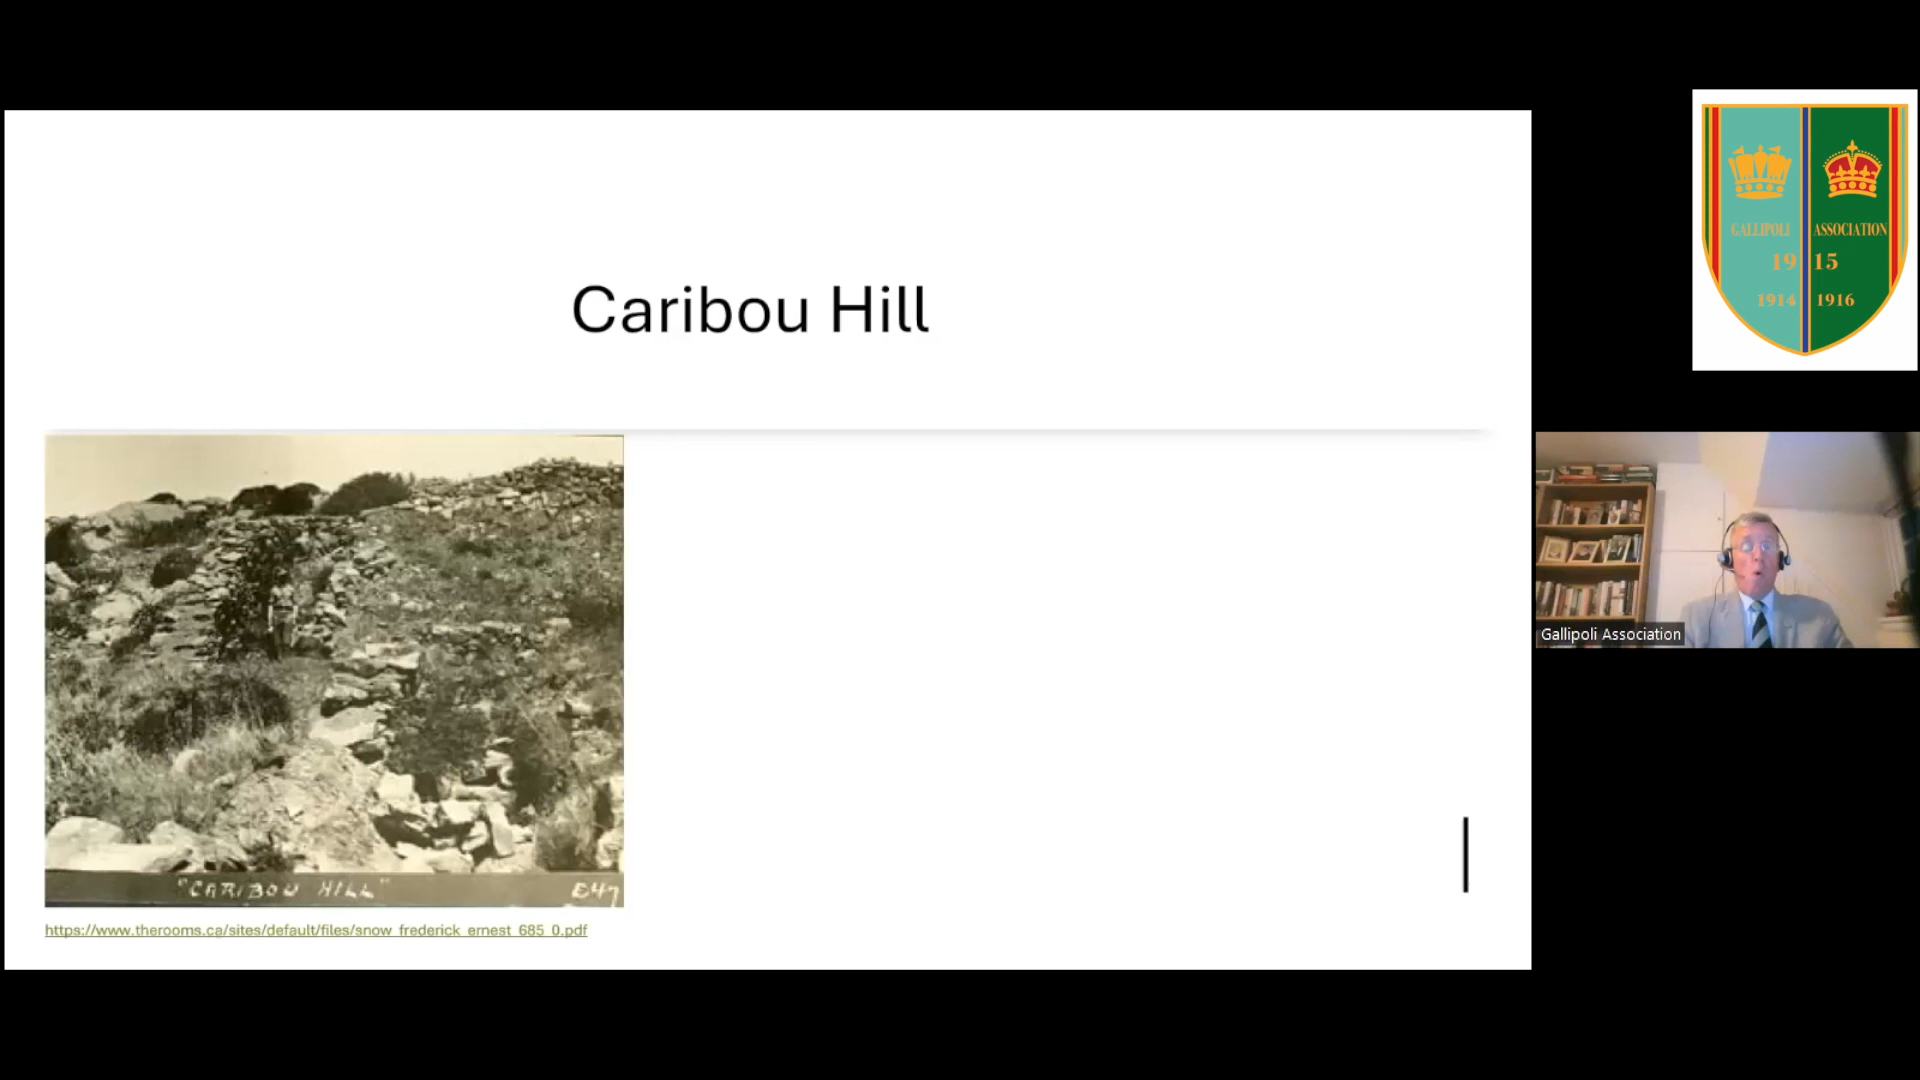 Caribou Hill
"CARIBOU HILL"
E47
https://www.therooms.ca/sites/default/files/snow_frederick_ernest_685_0.pdf
GALLIPOLI ASSOCIATION
19 15
1914 1916
Gallipoli Association